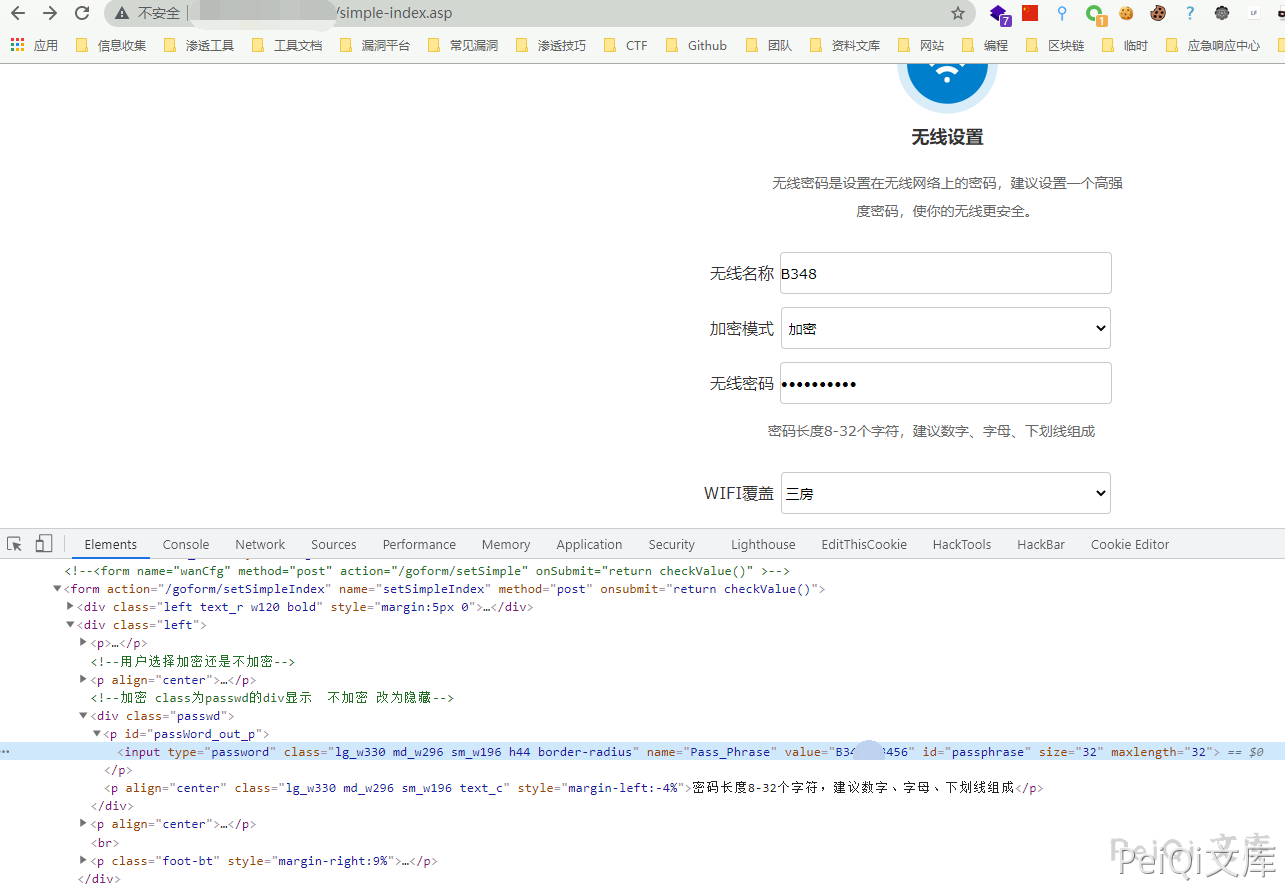 不安全 | /simple-index.asp
7 1 ? LF
应用 信息收集 渗透工具 工具文档 漏洞平台 常见漏洞 渗透技巧 CTF Github 团队 资料文库 网站 编程 区块链 临时 应急响应中心
无线设置
无线密码是设置在无线网络上的密码，建议设置一个高强
度密码，使你的无线更安全。
无线名称 B348
加密模式 加密
无线密码 ••••••••••
密码长度8-32个字符，建议数字、字母、下划线组成
WIFI覆盖 三房
Elements Console Network Sources Performance Memory Application Security Lighthouse EditThisCookie HackTools HackBar Cookie Editor
<!--<form name="wanCfg" method="post" action="/goform/setSimple" onSubmit="return checkValue()" >-->
▼<form action="/goform/setSimpleIndex" name="setSimpleIndex" method="post" onsubmit="return checkValue()">
▶<div class="left text_r w120 bold" style="margin:5px 0">…</div>
▼<div class="left">
▶<p>…</p>
<!--用户选择加密还是不加密-->
▶<p align="center">…</p>
<!--加密 class为passwd的div显示  不加密 改为隐藏-->
▼<div class="passwd">
▼<p id="passWord_out_p">
<input type="password" class="lg_w330 md_w296 sm_w196 h44 border-radius" name="Pass_Phrase" value="B34 456" id="passphrase" size="32" maxlength="32"> == $0
</p>
<p align="center" class="lg_w330 md_w296 sm_w196 text_c" style="margin-left:-4%">密码长度8-32个字符，建议数字、字母、下划线组成</p>
</div>
▶<p align="center">…</p>
<br>
▶<p class="foot-bt" style="margin-right:9%">…</p>
</div>
PeiQi文库
PeiQi文库